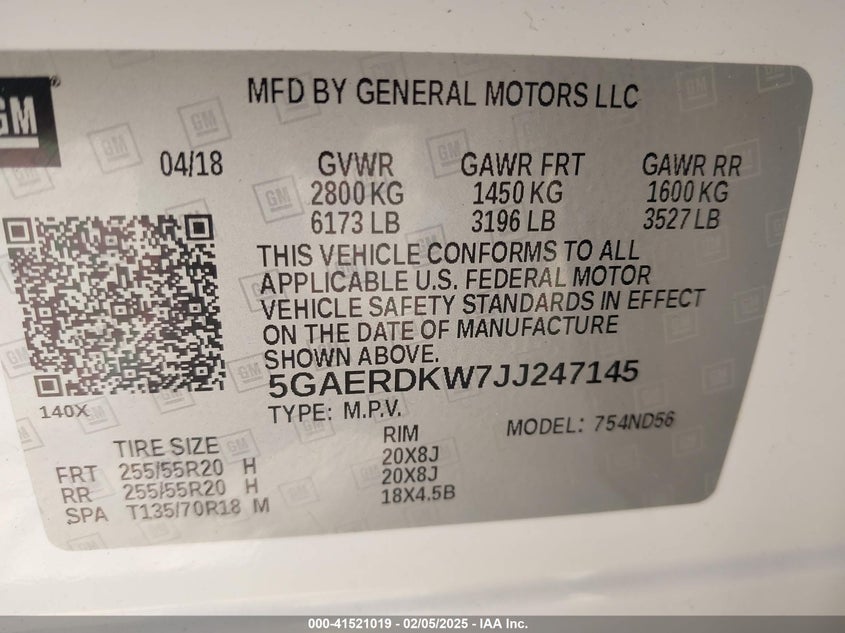 GM
MFD BY GENERAL MOTORS LLC
04/18 GVWR GAWR FRT GAWR RR
2800 KG 1450 KG 1600 KG
6173 LB 3196 LB 3527 LB
THIS VEHICLE CONFORMS TO ALL
APPLICABLE U.S. FEDERAL MOTOR
VEHICLE SAFETY STANDARDS IN EFFECT
ON THE DATE OF MANUFACTURE
SHOWN ABOVE.
5GAERDKW7JJ247145
140X
TYPE: M.P.V. MODEL: 754ND56
TIRE SIZE RIM
FRT 255/55R20 H 20X8J
RR 255/55R20 H 20X8J
SPA T135/70R18 M 18X4.5B
000-41521019 - 02/05/2025 - IAA Inc.